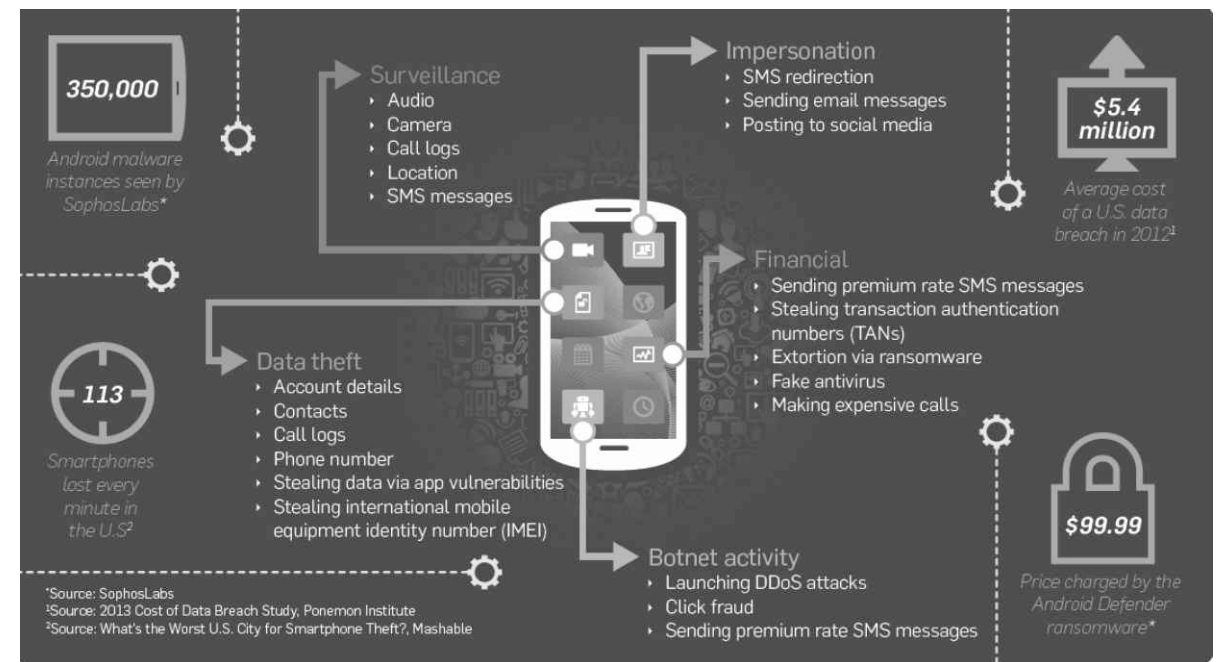 350,000
Android malware
instances seen by
SophosLabs*
Surveillance
‣ Audio
‣ Camera
‣ Call logs
‣ Location
‣ SMS messages
Impersonation
‣ SMS redirection
‣ Sending email messages
‣ Posting to social media
$5.4
million
Average cost
of a U.S. data
breach in 2012¹
Financial
‣ Sending premium rate SMS messages
‣ Stealing transaction authentication
numbers (TANs)
‣ Extortion via ransomware
‣ Fake antivirus
‣ Making expensive calls
113
Smartphones
lost every
minute in
the U.S²
Data theft
‣ Account details
‣ Contacts
‣ Call logs
‣ Phone number
‣ Stealing data via app vulnerabilities
‣ Stealing international mobile
equipment identity number (IMEI)
Botnet activity
‣ Launching DDoS attacks
‣ Click fraud
‣ Sending premium rate SMS messages
$99.99
Price charged by the
Android Defender
ransomware*
*Source: SophosLabs
¹Source: 2013 Cost of Data Breach Study, Ponemon Institute
²Source: What's the Worst U.S. City for Smartphone Theft?, Mashable